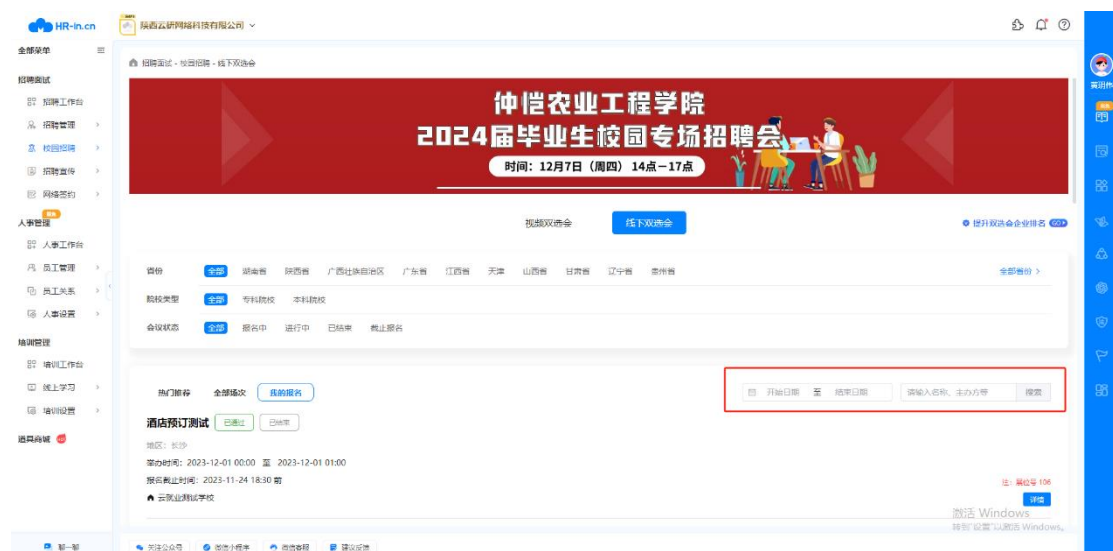 HR-in.cn
陕西云研网络科技有限公司
全部菜单
招聘面试
招聘工作台
招聘管理
校园招聘
招聘宣传
网络签约
人事管理
人事工作台
员工管理
员工关系
人事设置
培训管理
培训工作台
线上学习
培训设置
道具商城
聊一聊
招聘面试 - 校园招聘 - 线下双选会
仲恺农业工程学院
2024届毕业生校园专场招聘会
时间：12月7日（周四）14点－17点
视频双选会 线下双选会 提升双选会企业排名 GO
省份 全部 湖南省 陕西省 广西壮族自治区 广东省 江西省 天津 山西省 甘肃省 辽宁省 贵州省 全部省份
院校类型 全部 专科院校 本科院校
会议状态 全部 报名中 进行中 已结束 截止报名
热门推荐 全部场次 我的报名 开始日期 至 结束日期 请输入名称、主办方等 搜索
酒店预订测试 已通过 已结束
地区：长沙
举办时间：2023-12-01 00:00 至 2023-12-01 01:00
报名截止时间：2023-11-24 18:30 前
注：展位号 106
云就业测试学校
详情
激活 Windows
转到"设置"以激活 Windows。
关注公众号 微信小程序 微信客服 建议反馈